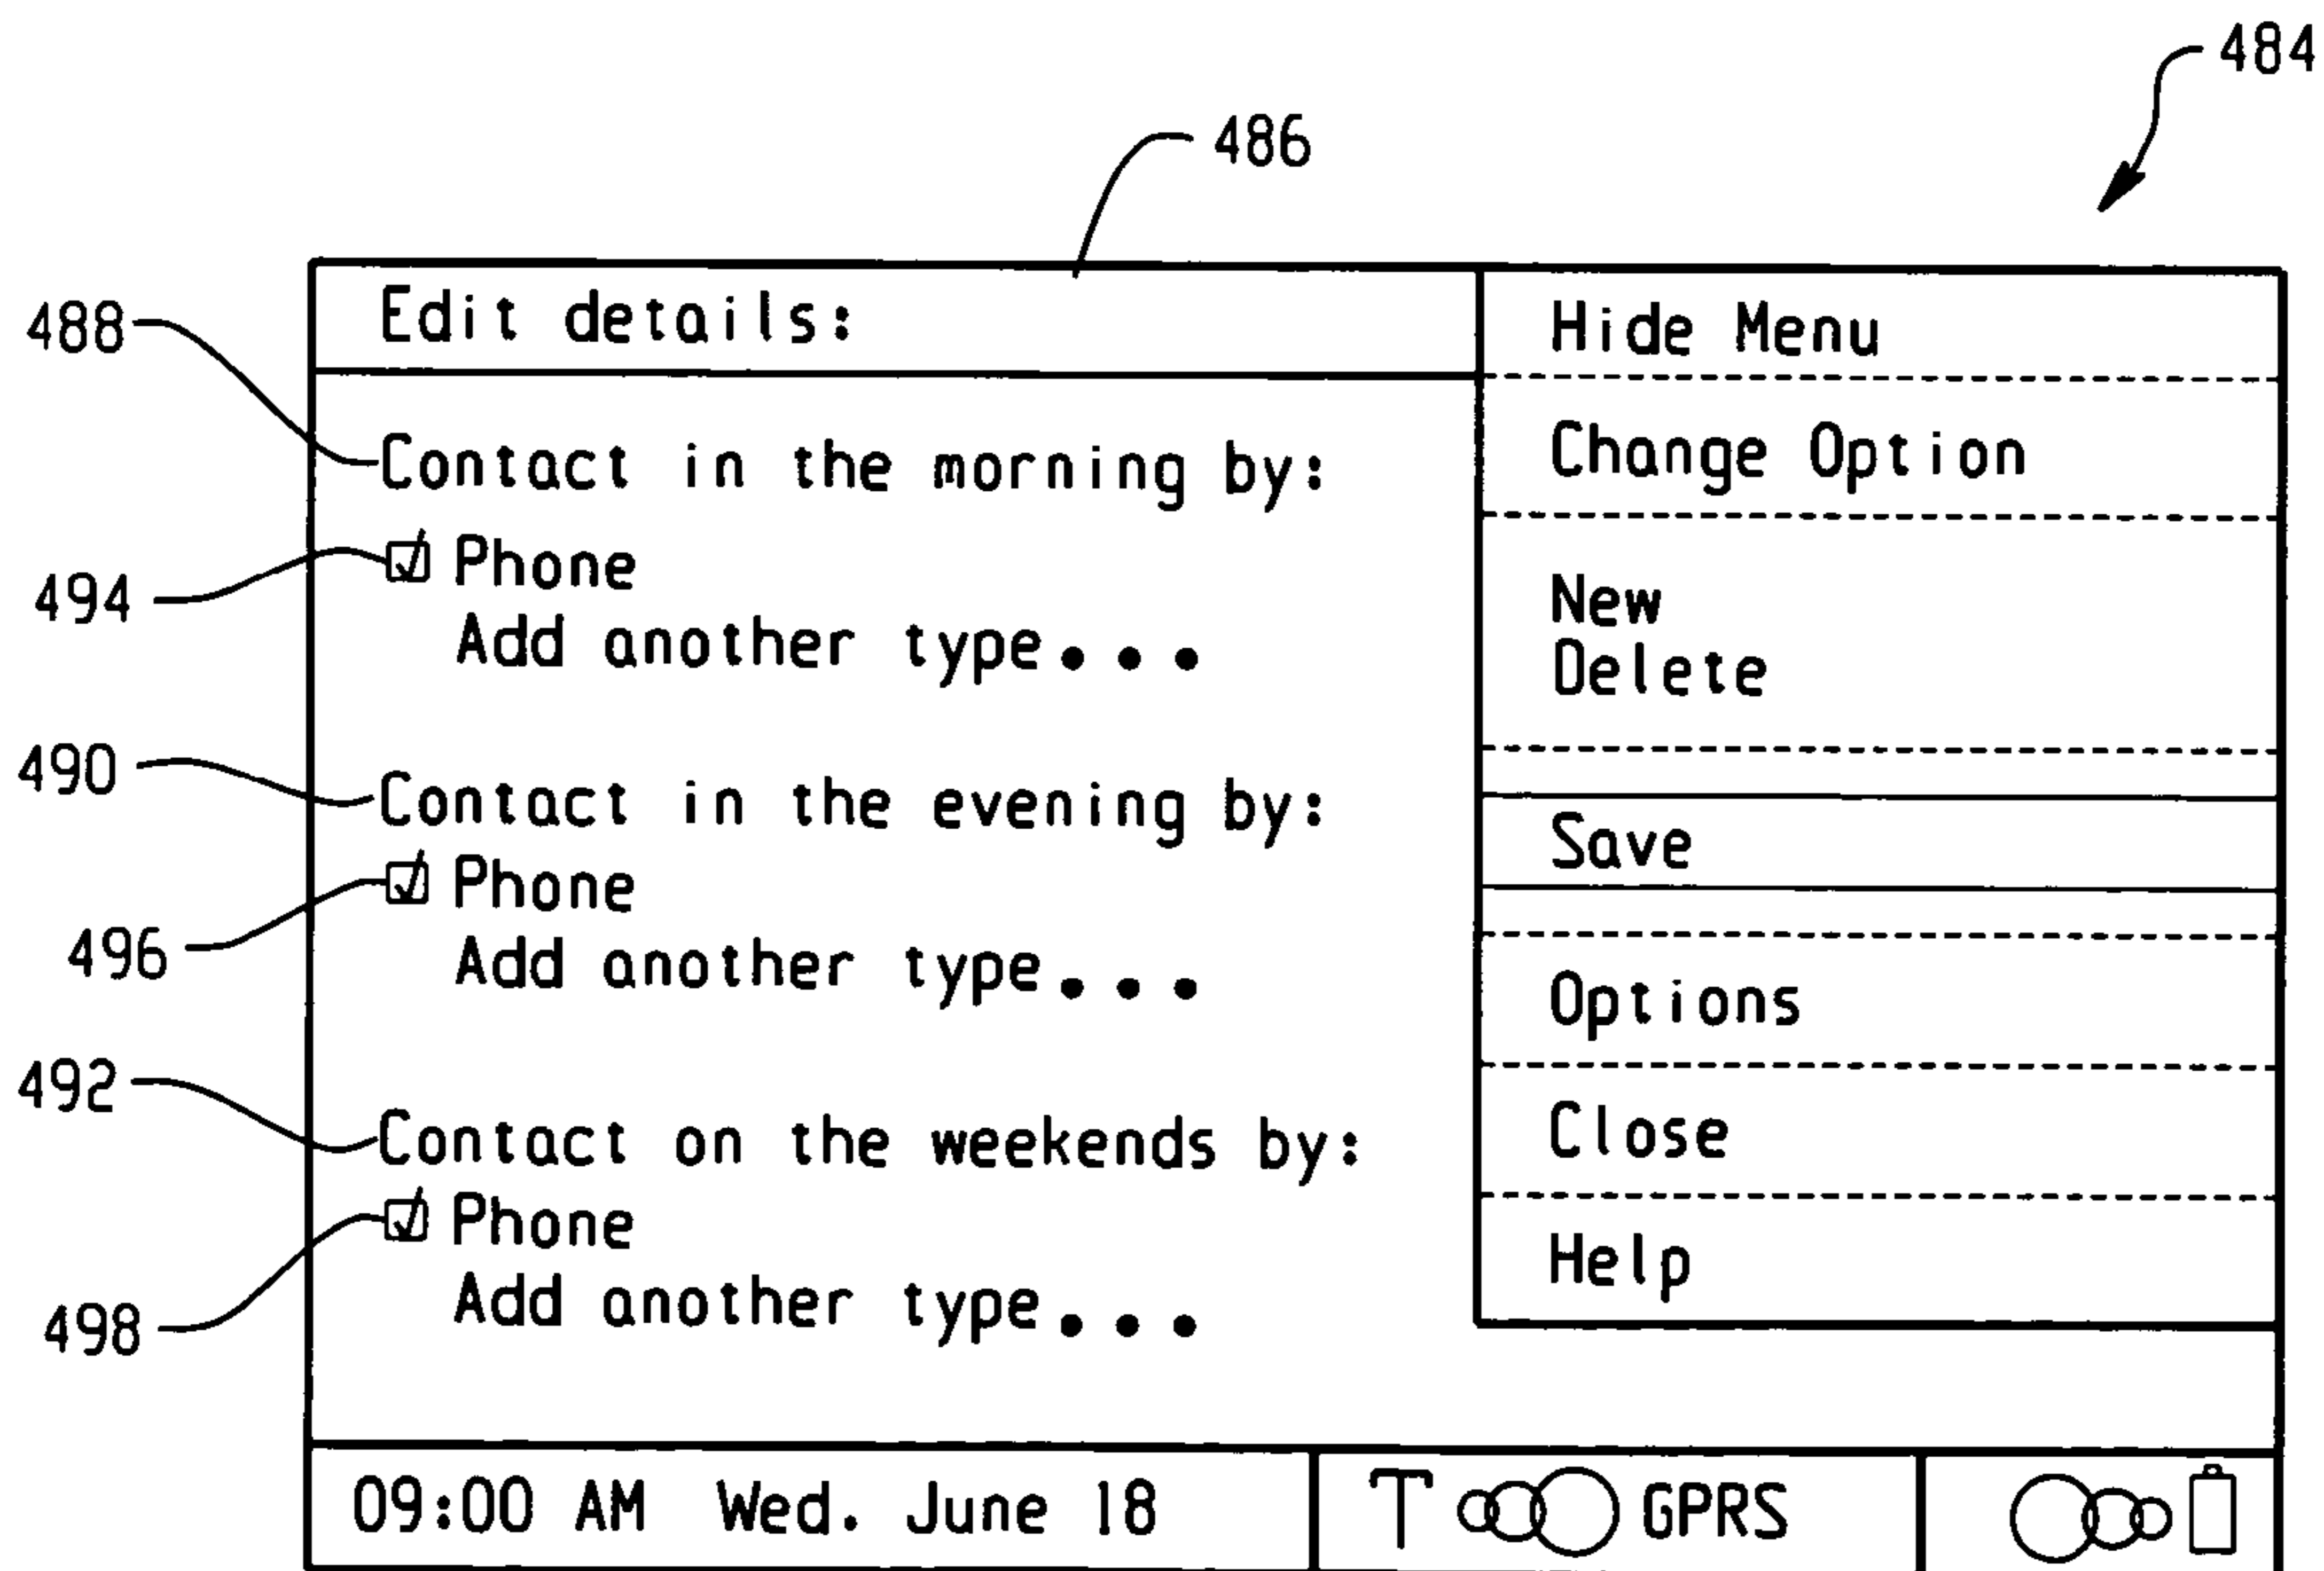 484
486
Edit details:
488
Contact in the morning by:
494
Phone
Add another type...
490
Contact in the evening by:
496
Phone
Add another type...
492
Contact on the weekends by:
498
Phone
Add another type...
Hide Menu
Change Option
New
Delete
Save
Options
Close
Help
09:00 AM Wed. June 18
GPRS